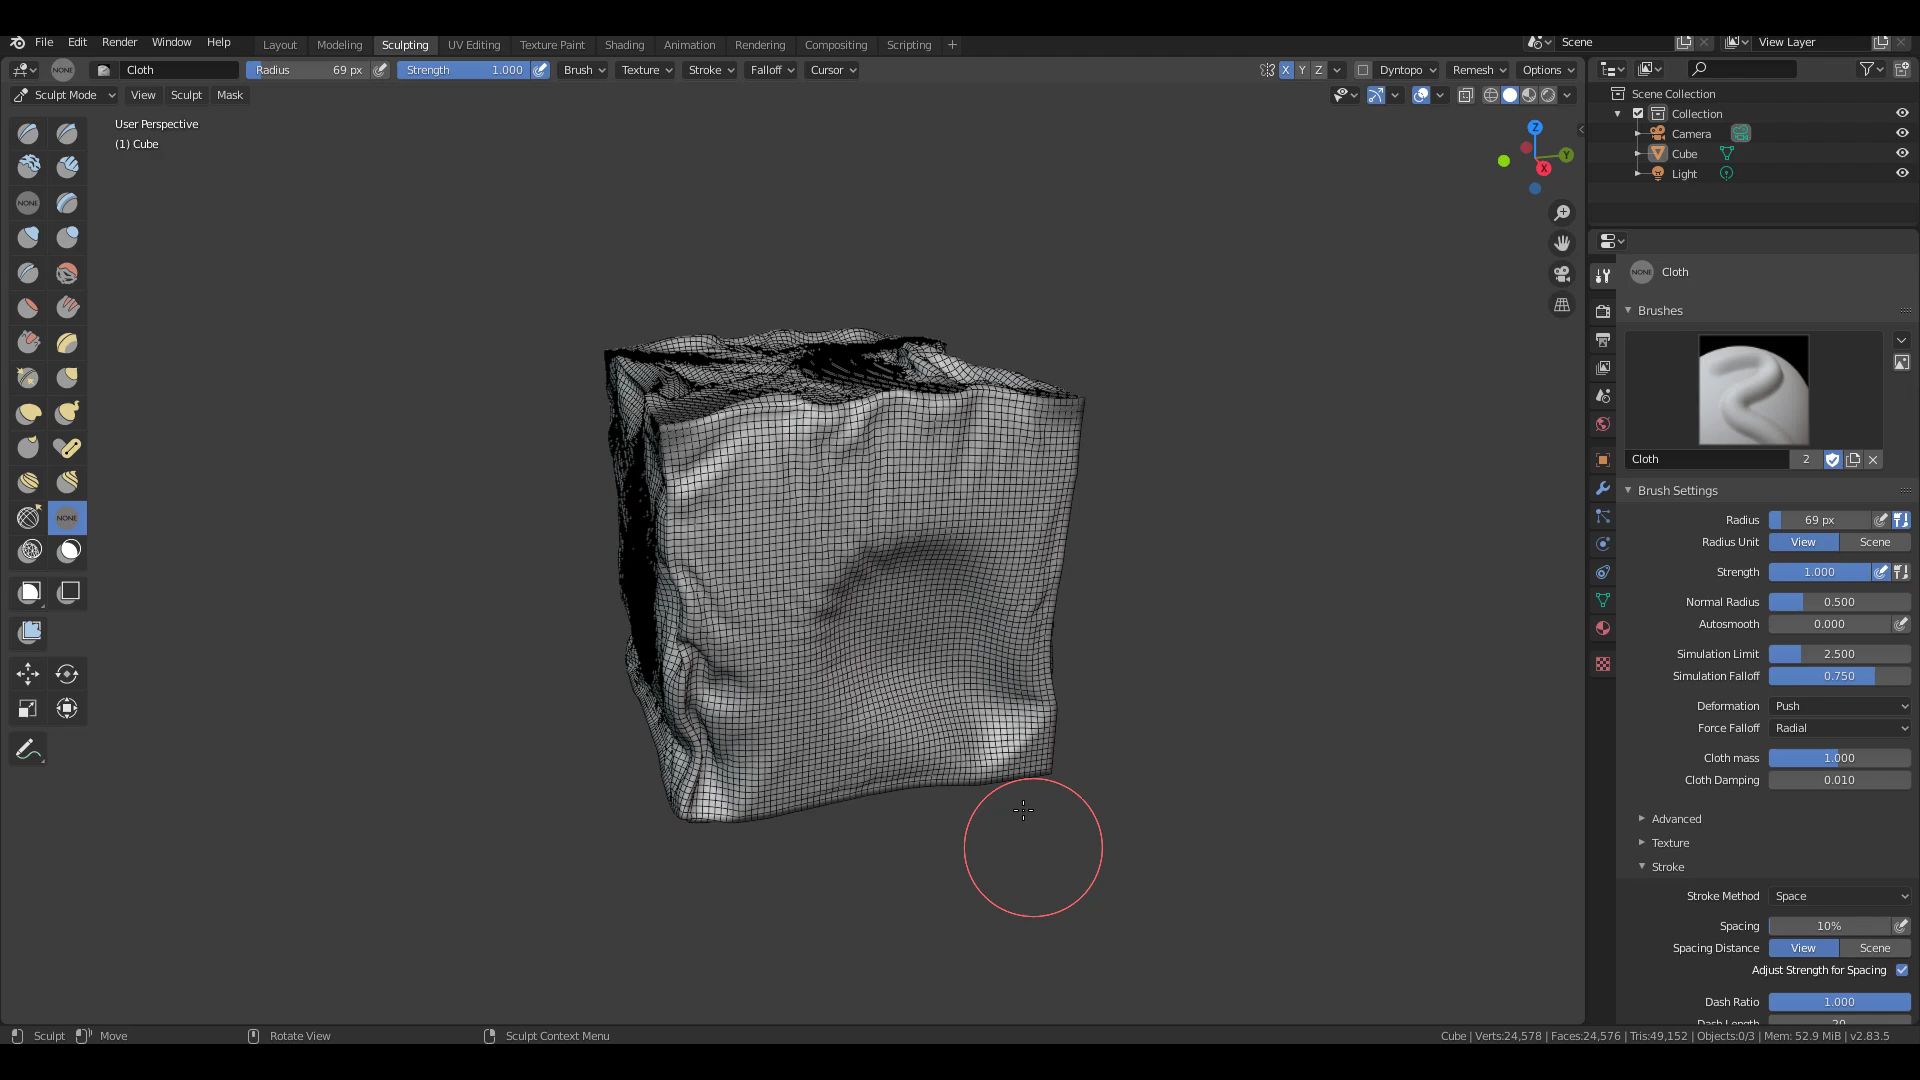 File Edit Render Window Help Layout Modeling Sculpting UV Editing Texture Paint Shading Animation Rendering Compositing Scripting + Scene View Layer
NONE Cloth Radius 69 px Strength 1.000 Brush Texture Stroke Falloff Cursor X Y Z Dyntopo Remesh Options
Sculpt Mode View Sculpt Mask
User Perspective
(1) Cube
Z
Y
X
NONE
NONE
Scene Collection
Collection
Camera
Cube
Light
NONE Cloth
Brushes
Cloth 2
Brush Settings
Radius 69 px
Radius Unit View Scene
Strength 1.000
Normal Radius 0.500
Autosmooth 0.000
Simulation Limit 2.500
Simulation Falloff 0.750
Deformation Push
Force Falloff Radial
Cloth mass 1.000
Cloth Damping 0.010
Advanced
Texture
Stroke
Stroke Method Space
Spacing 10%
Spacing Distance View Scene
Adjust Strength for Spacing
Dash Ratio 1.000
Dash Length 20
Sculpt Move Rotate View Sculpt Context Menu Cube | Verts:24,578 | Faces:24,576 | Tris:49,152 | Objects:0/3 | Mem: 52.9 MiB | v2.83.5